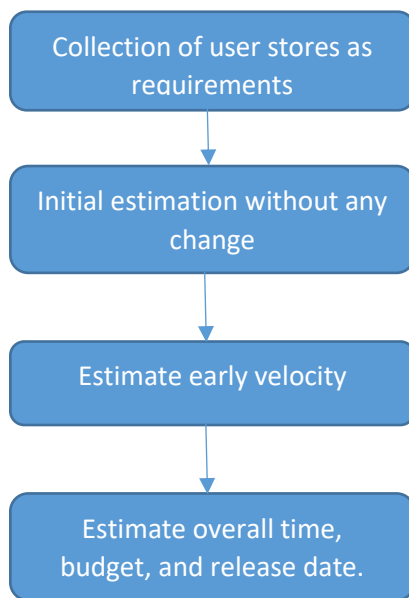 Collection of user stores as
requirements
Initial estimation without any
change
Estimate early velocity
Estimate overall time,
budget, and release date.